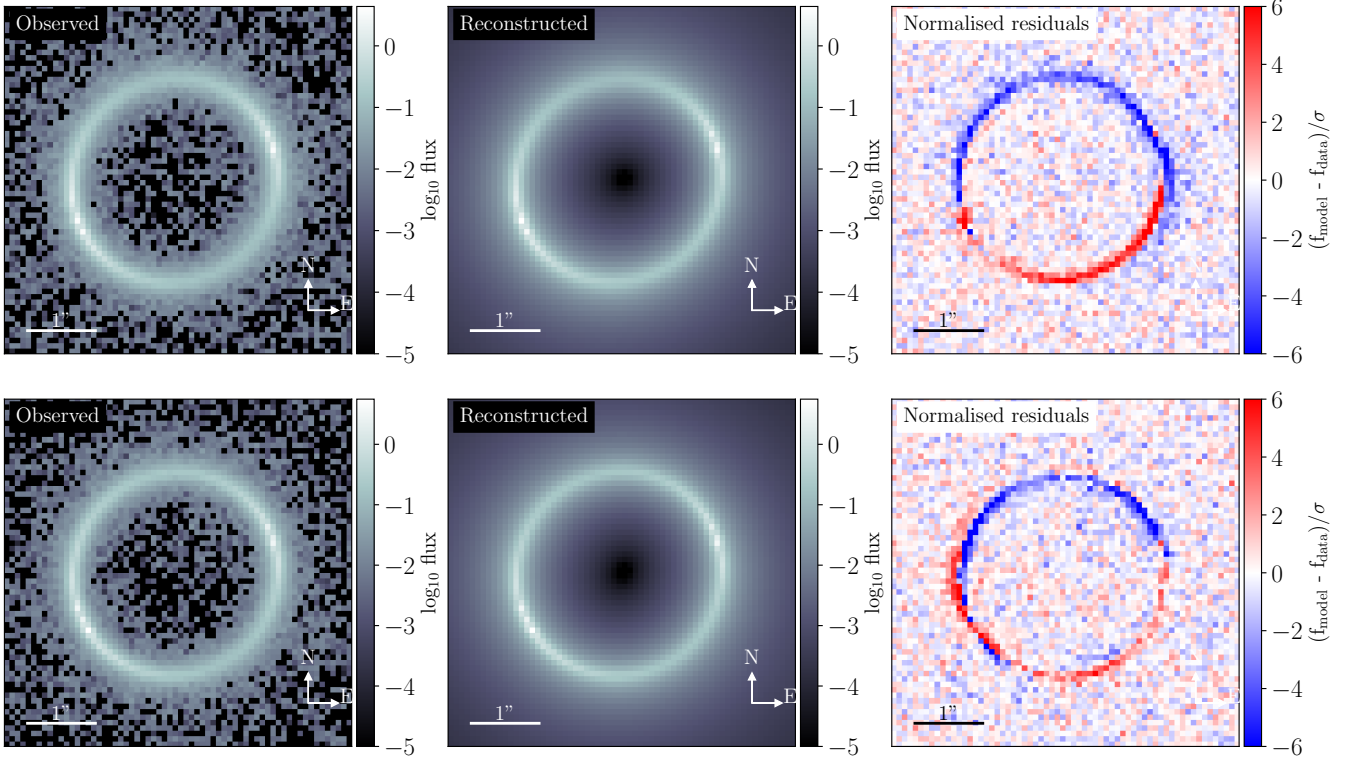 Observed
0
−1
−2
−3
−4
−5
N
E
1”
Reconstructed
0
−1
−2
−3
−4
−5
log10 flux
N
E
1”
Normalised residuals
6
4
2
0
−2
−4
−6
log10 flux
(fmodel - fdata)/σ
1”
Observed
0
−1
−2
−3
−4
−5
N
E
1”
Reconstructed
0
−1
−2
−3
−4
−5
log10 flux
N
E
1”
Normalised residuals
6
4
2
0
−2
−4
−6
log10 flux
(fmodel - fdata)/σ
1”